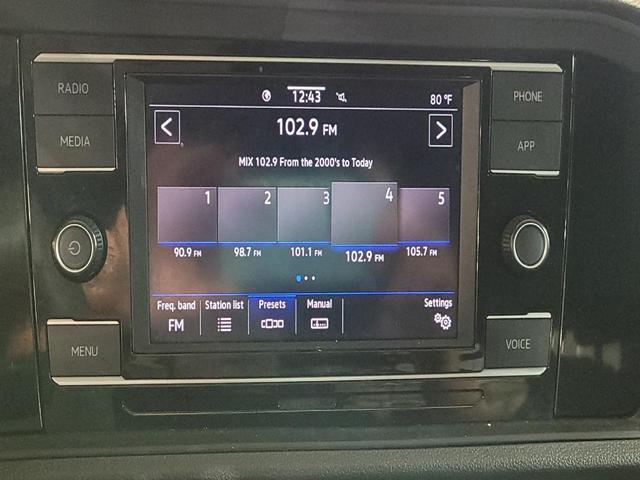 RADIO
MEDIA
MENU
12:43
80 °F
102.9 FM
MIX 102.9 From the 2000's to Today
1 2 3 4 5
90.9 FM 98.7 FM 101.1 FM 102.9 FM 105.7 FM
Freq. band Station list Presets Manual Settings
FM
PHONE
APP
VOICE